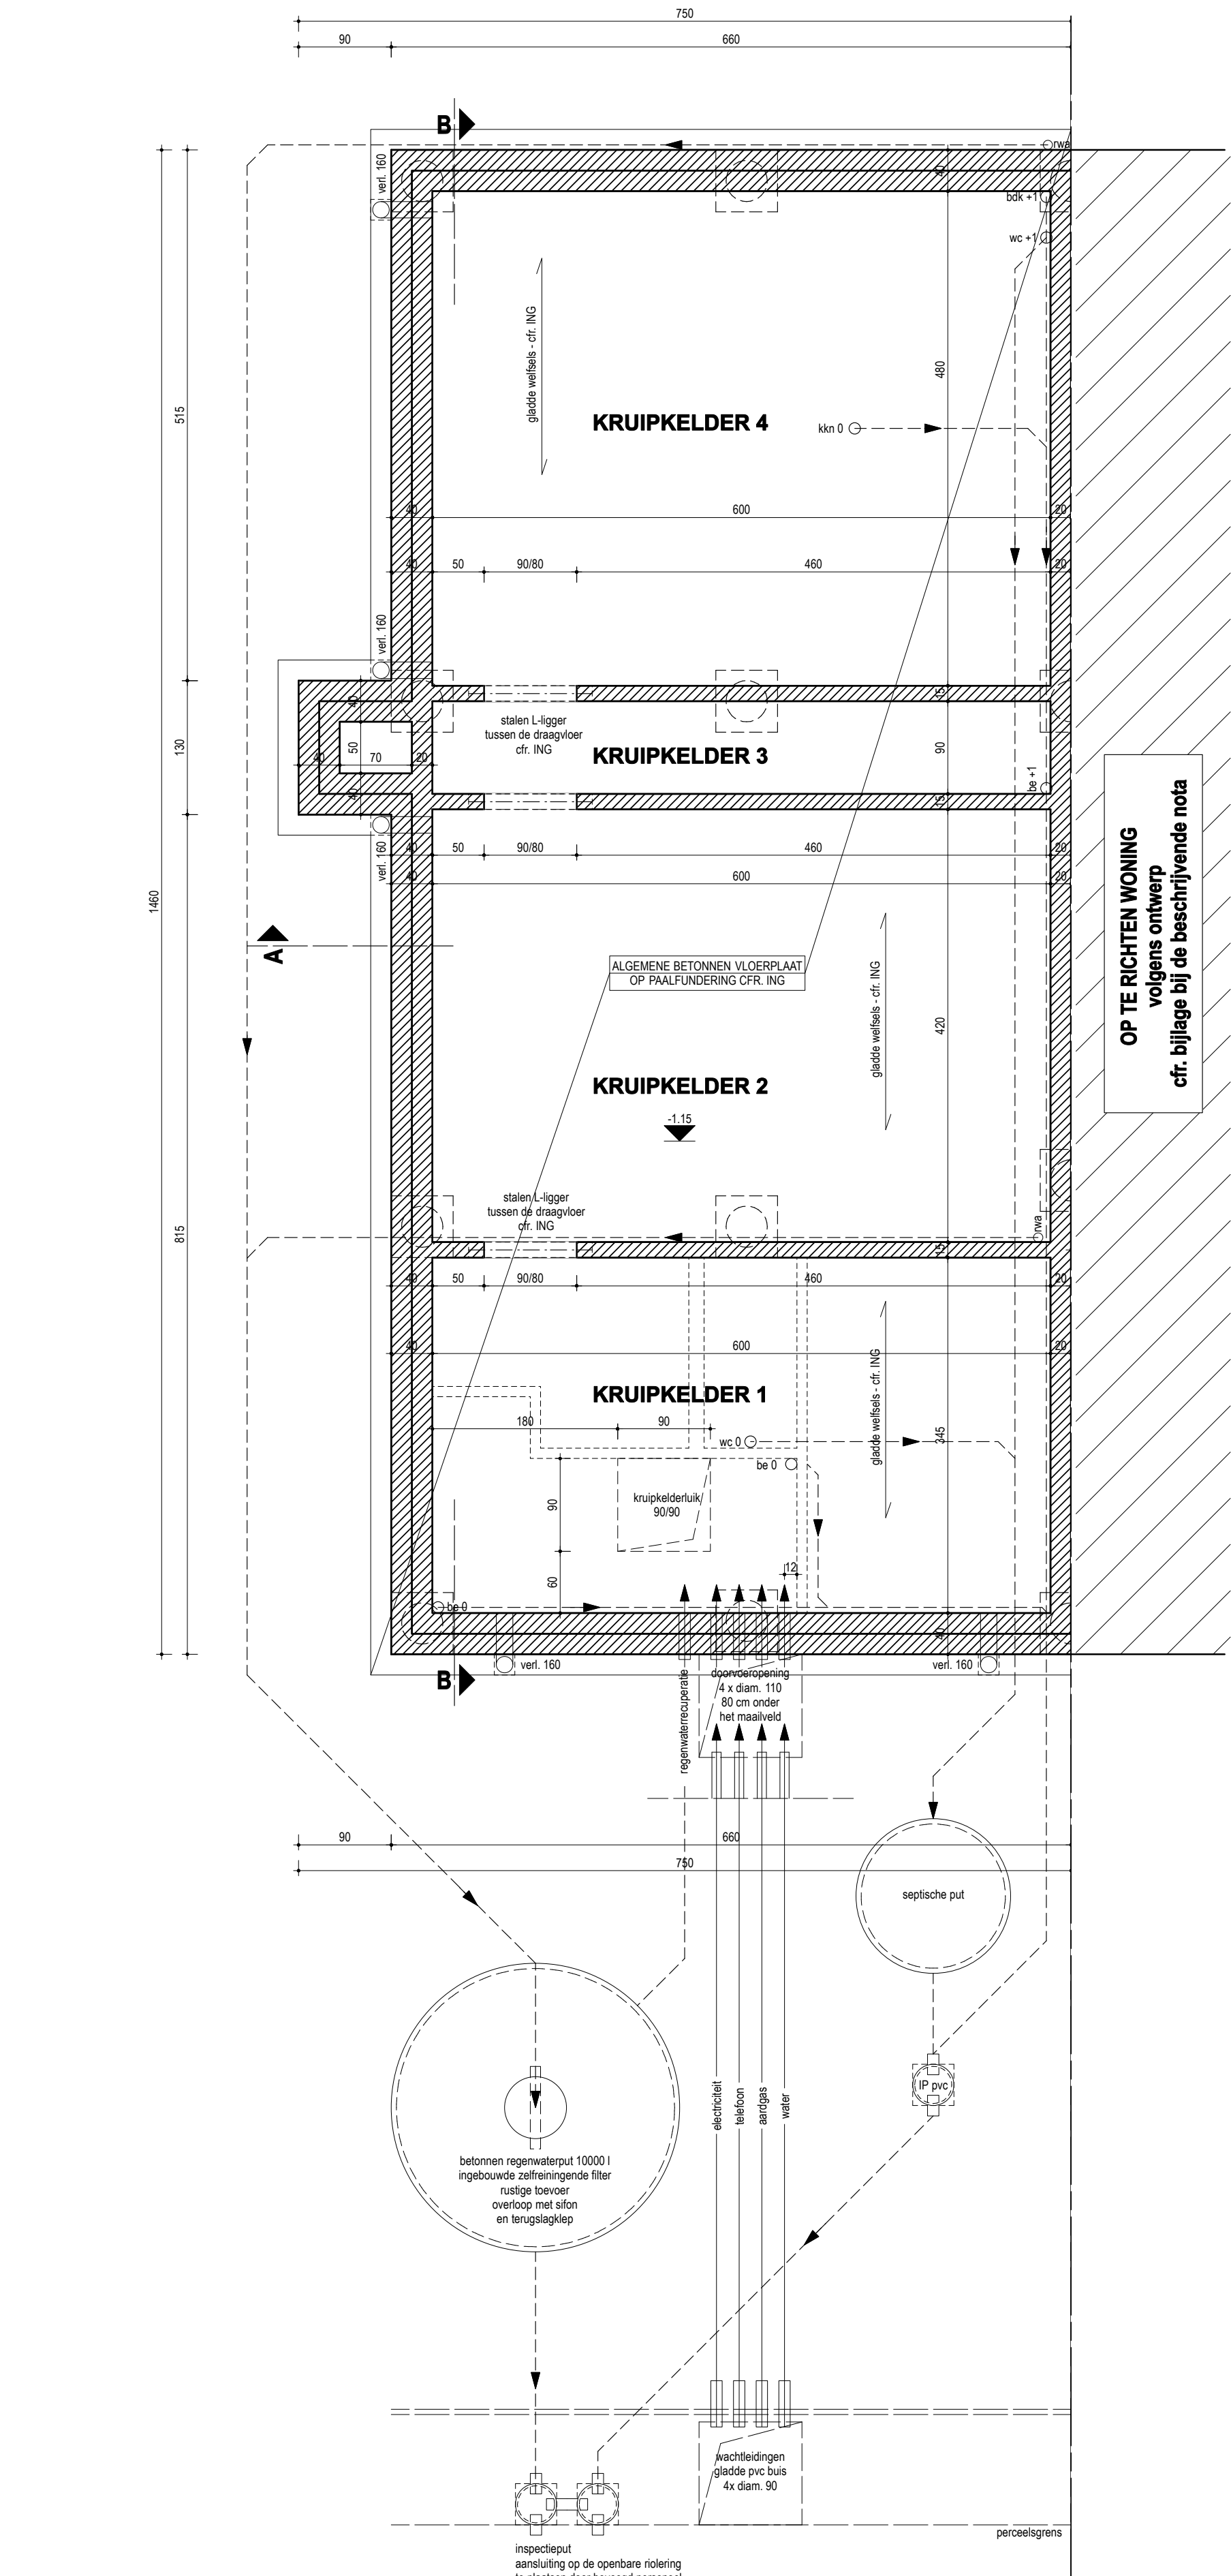 750
90
660
B
rwa
verl. 160
40
bdk +1
wc +1
gladde welfsels - cfr. ING
515
480
KRUIPKELDER 4
kkn 0
40
600
20
40
50
90/80
460
20
verl. 160
15
40
stalen L-ligger
tussen de draagvloer
cfr. ING
130
50
40
70
20
KRUIPKELDER 3
90
be +1
40
15
verl. 160
40
50
90/80
460
20
40
600
20
OP TE RICHTEN WONING
volgens ontwerp
cfr. bijlage bij de beschrijvende nota
1460
A
ALGEMENE BETONNEN VLOERPLAAT
OP PAALFUNDERING CFR. ING
gladde welfsels - cfr. ING
420
KRUIPKELDER 2
-1.15
815
stalen L-ligger
tussen de draagvloer
cfr. ING
rwa
15
40
50
90/80
460
20
40
600
20
KRUIPKELDER 1
gladde welfsels - cfr. ING
180
90
345
wc 0
be 0
90
kruipkelderluik
90/90
60
12
be 0
40
verl. 160
verl. 160
B
regenwaterrecuperatie
doorvoeropening
4 x diam. 110
80 cm onder
het maaiveld
90
660
750
septische put
IP pvc
electriciteit
telefoon
aardgas
water
betonnen regenwaterput 10000 l
ingebouwde zelfreiningende filter
rustige toevoer
overloop met sifon
en terugslagklep
wachtleidingen
gladde pvc buis
4x diam. 90
perceelsgrens
inspectieput
aansluiting op de openbare riolering